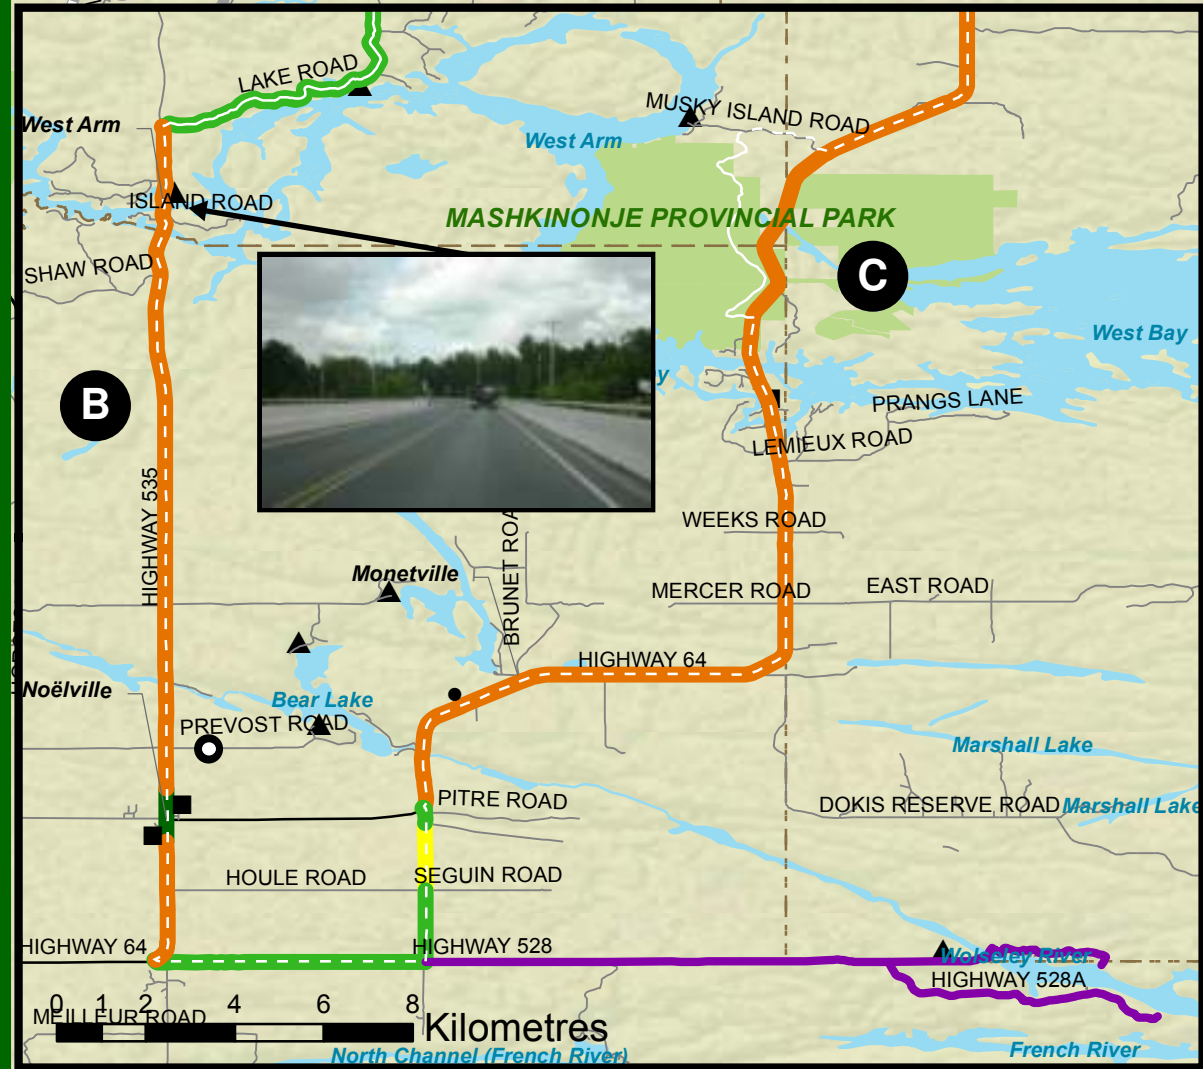 LAKE ROAD
MUSKY ISLAND ROAD
West Arm
West Arm
ISLAND ROAD
MASHKINONJE PROVINCIAL PARK
SHAW ROAD
C
West Bay
B
PRANGS LANE
LEMIEUX ROAD
HIGHWAY 535
WEEKS ROAD
BRUNET
Monetville
MERCER ROAD
EAST ROAD
HIGHWAY 64
Noëlville
Bear Lake
PREVOST ROAD
Marshall Lake
PITRE ROAD
DOKIS RESERVE ROAD
Marshall Lake
HOULE ROAD
SEGUIN ROAD
HIGHWAY 64
HIGHWAY 528
Wolseley River
HIGHWAY 528A
0 1 2 4 6 8
Kilometres
MEILLEUR ROAD
North Channel (French River)
French River